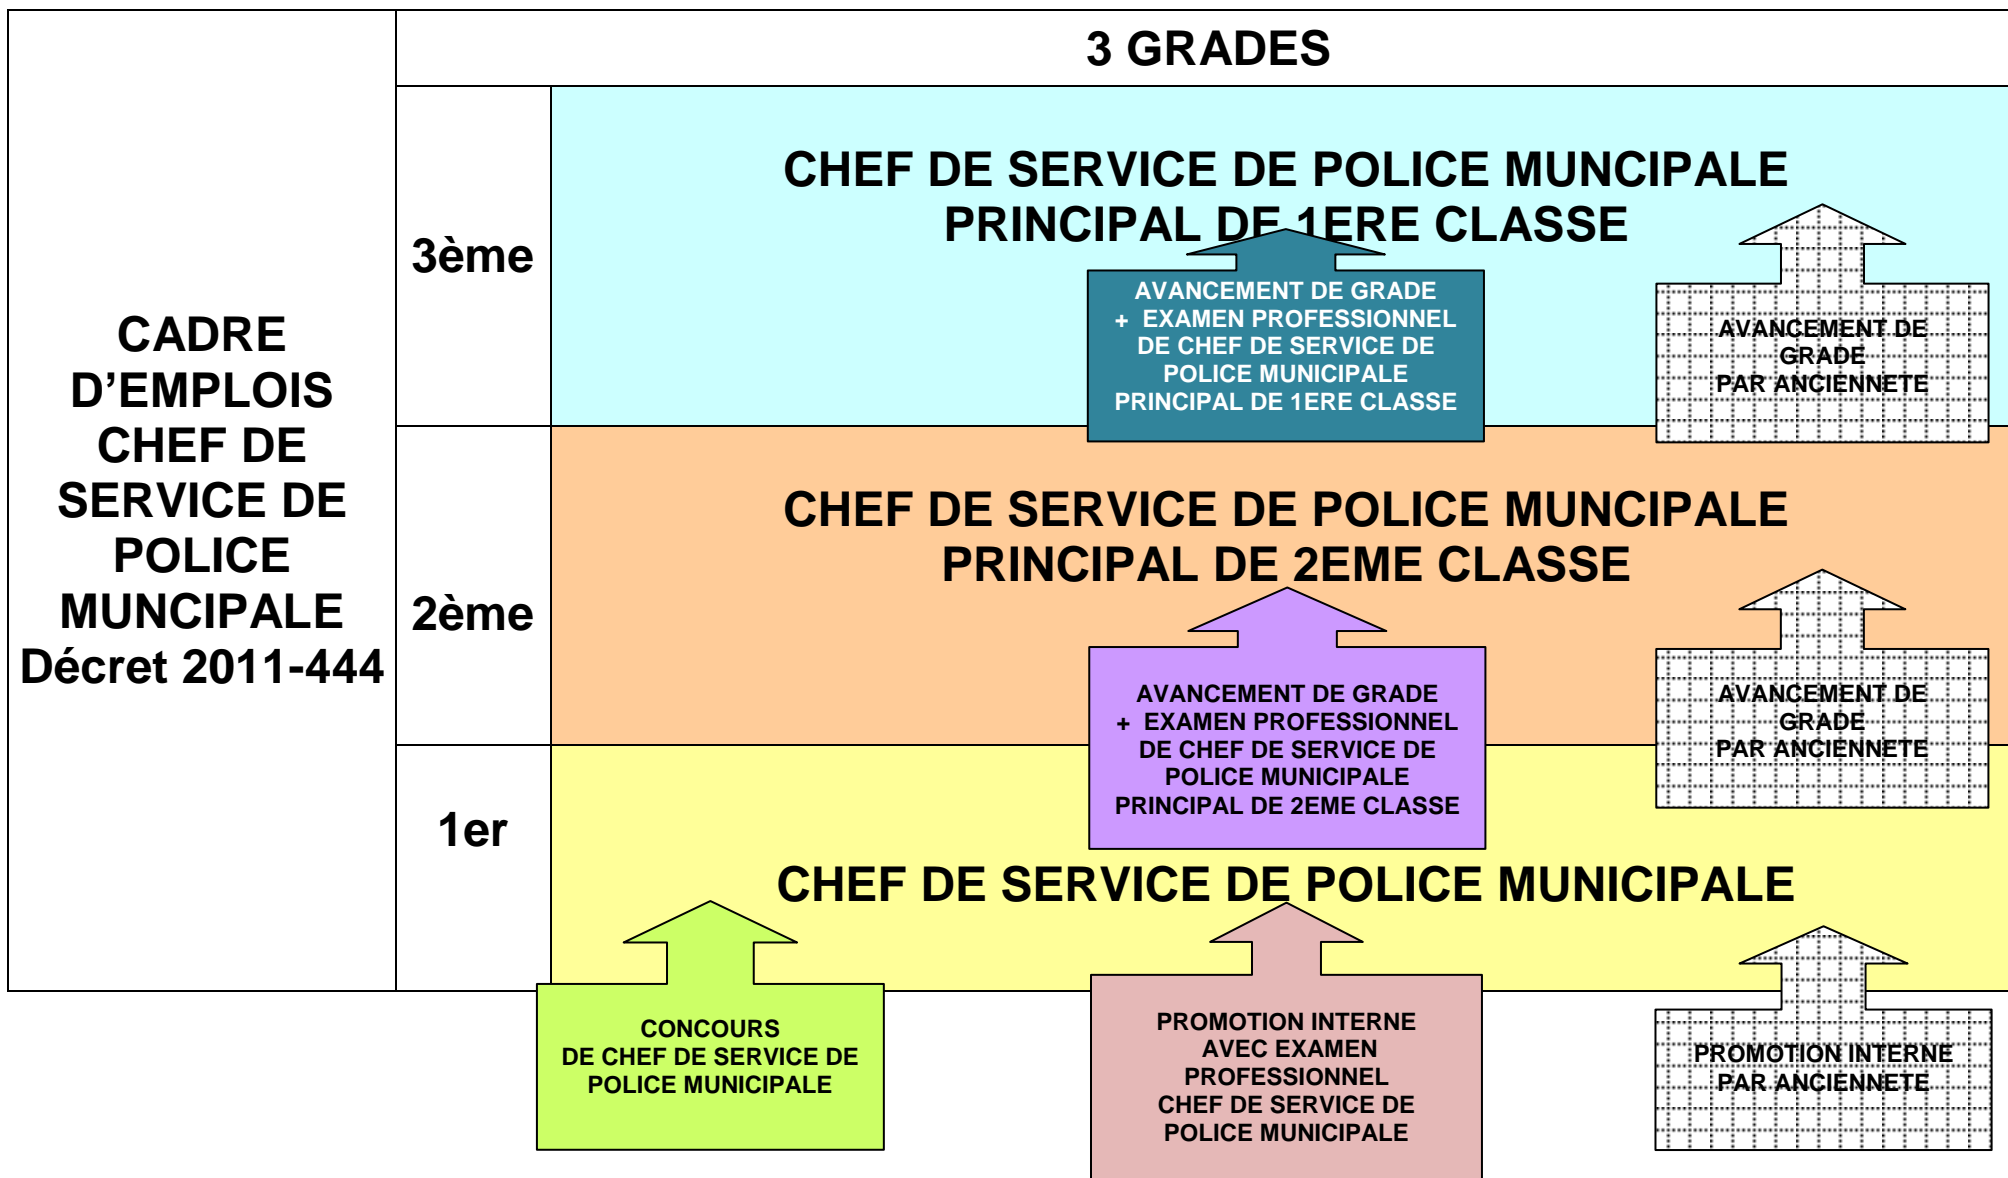 3 GRADES
CADRE
D’EMPLOIS
CHEF DE
SERVICE DE
POLICE
MUNCIPALE
Décret 2011-444
3ème
CHEF DE SERVICE DE POLICE MUNCIPALE
PRINCIPAL DE 1ERE CLASSE
AVANCEMENT DE GRADE
+ EXAMEN PROFESSIONNEL
DE CHEF DE SERVICE DE
POLICE MUNICIPALE
PRINCIPAL DE 1ERE CLASSE
AVANCEMENT DE
GRADE
PAR ANCIENNETE
2ème
CHEF DE SERVICE DE POLICE MUNCIPALE
PRINCIPAL DE 2EME CLASSE
AVANCEMENT DE GRADE
+ EXAMEN PROFESSIONNEL
DE CHEF DE SERVICE DE
POLICE MUNICIPALE
PRINCIPAL DE 2EME CLASSE
AVANCEMENT DE
GRADE
PAR ANCIENNETE
1er
CHEF DE SERVICE DE POLICE MUNICIPALE
CONCOURS
DE CHEF DE SERVICE DE
POLICE MUNICIPALE
PROMOTION INTERNE
AVEC EXAMEN
PROFESSIONNEL
CHEF DE SERVICE DE
POLICE MUNICIPALE
PROMOTION INTERNE
PAR ANCIENNETE